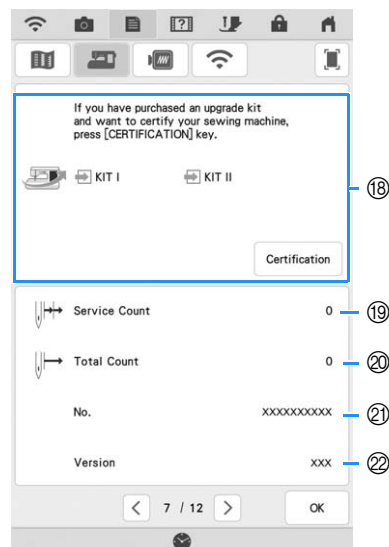 If you have purchased an upgrade kit
and want to certify your sewing machine,
press [CERTIFICATION] key.
KIT I KIT II
Certification
⑱
Service Count 0 ⑲
Total Count 0 ⑳
No. XXXXXXXXXX ㉑
Version XXX ㉒
7 / 12
OK